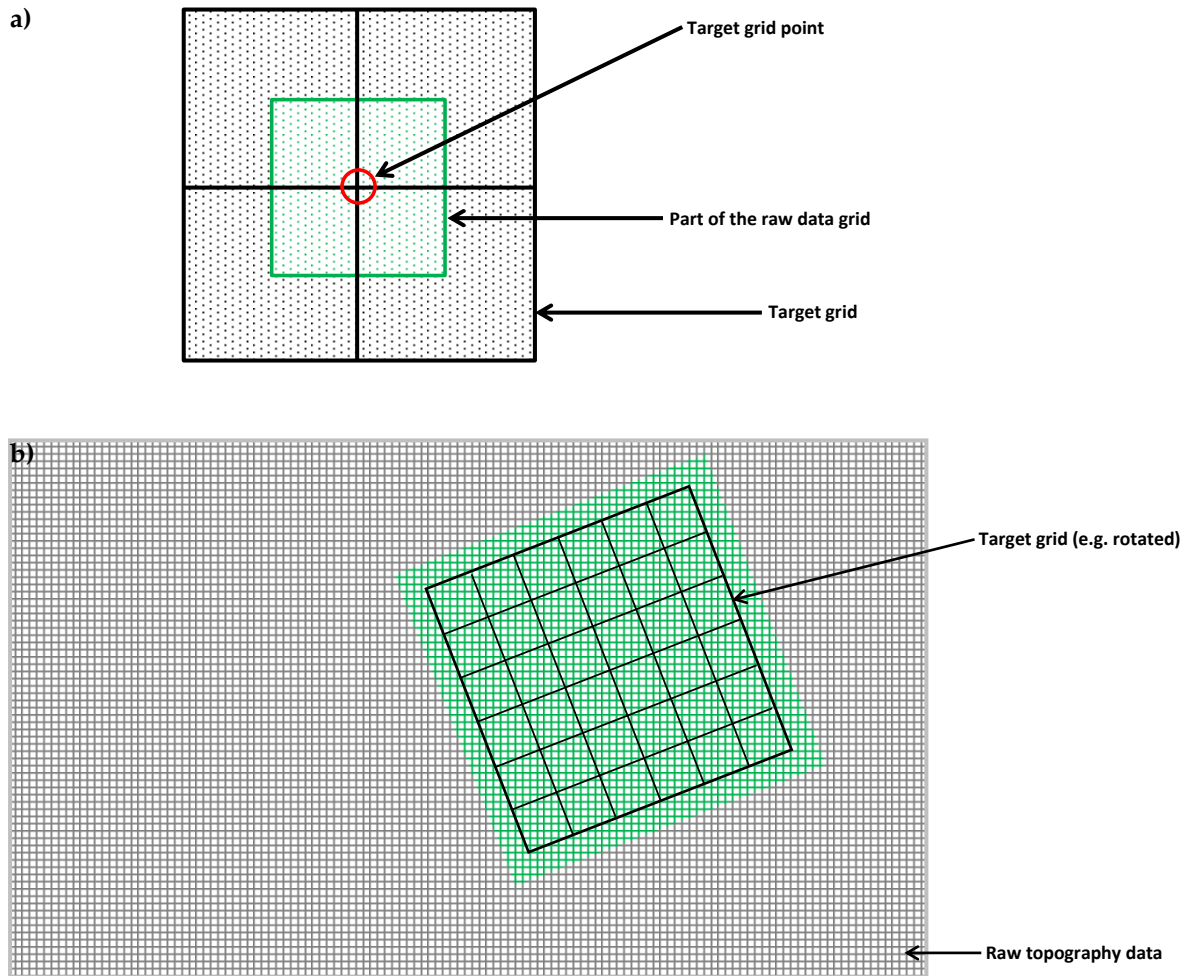 a)
Target grid point
Part of the raw data grid
Target grid
b)
Target grid (e.g. rotated)
Raw topography data